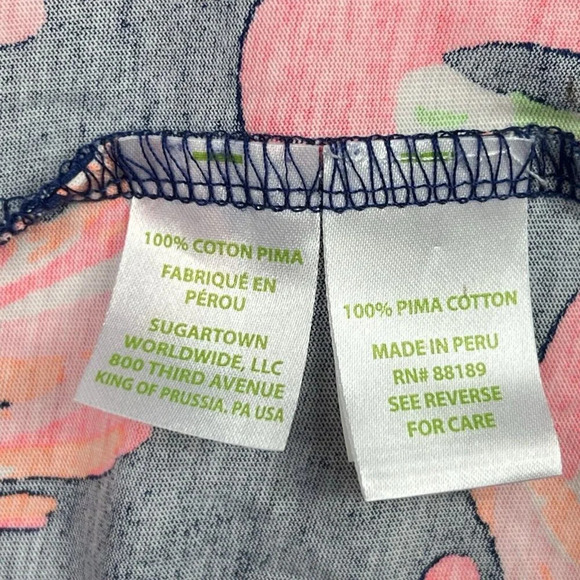 100% COTON PIMA
FABRIQUÉ EN
PÉROU
SUGARTOWN
WORLDWIDE, LLC
800 THIRD AVENUE
KING OF PRUSSIA, PA USA
100% PIMA COTTON
MADE IN PERU
RN# 88189
SEE REVERSE
FOR CARE